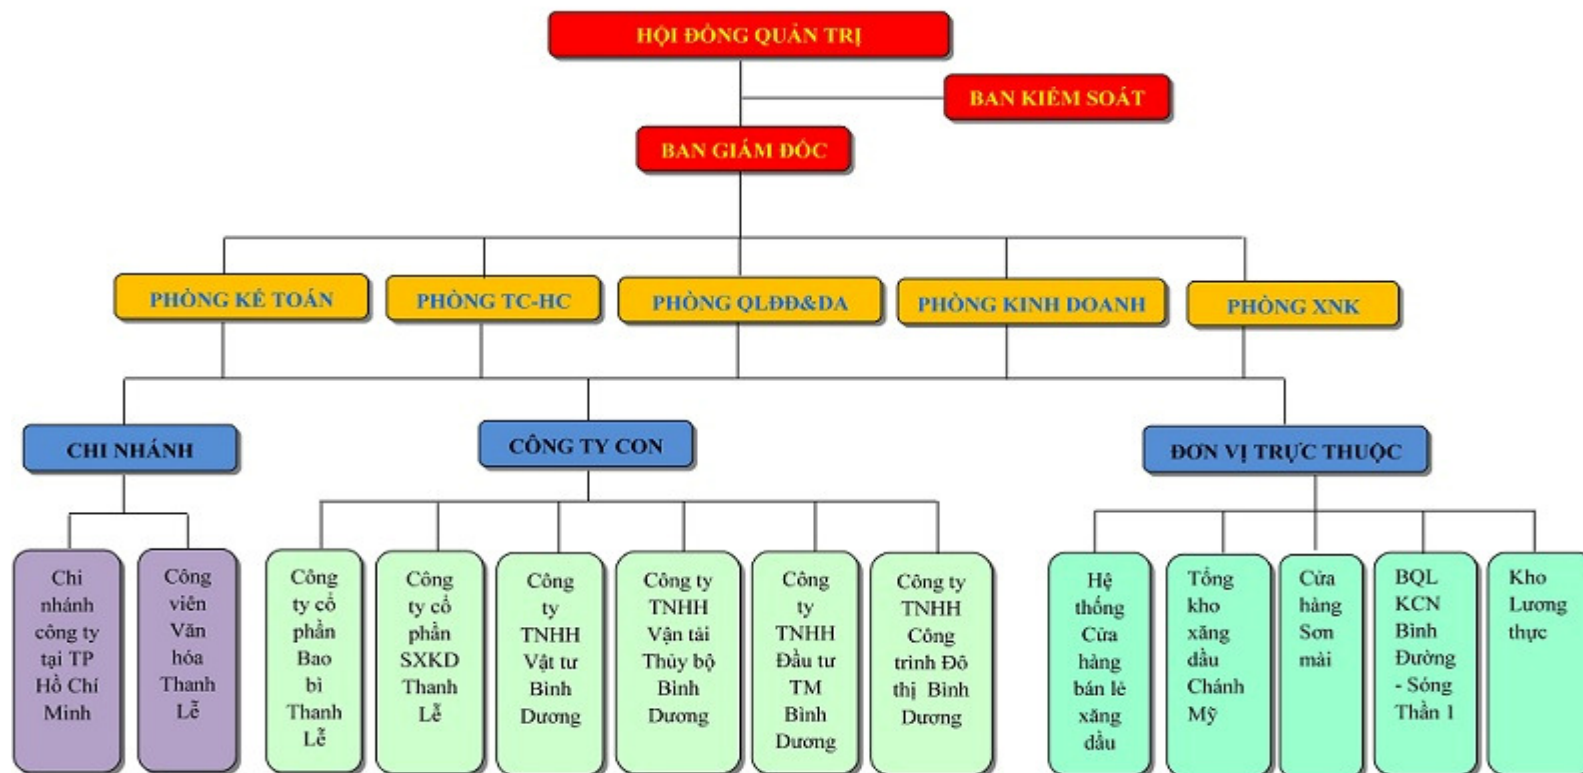 HỘI ĐỒNG QUẢN TRỊ
BAN KIỂM SOÁT
BAN GIÁM ĐỐC
PHÒNG KẾ TOÁN
PHÒNG TC-HC
PHÒNG QLĐĐ&DA
PHÒNG KINH DOANH
PHÒNG XNK
CHI NHÁNH
CÔNG TY CON
ĐƠN VỊ TRỰC THUỘC
Chi
nhánh
công ty
tại TP
Hồ Chí
Minh
Công
viên
Văn
hóa
Thanh
Lễ
Công
ty cổ
phần
Bao
bì
Thanh
Lễ
Công
ty cổ
phần
SXKD
Thanh
Lễ
Công
ty
TNHH
Vật tư
Bình
Dương
Công ty
TNHH
Vận tải
Thủy bộ
Bình
Dương
Công
ty
TNHH
Đầu tư
TM
Bình
Dương
Công ty
TNHH
Công
trình Đô
thị Bình
Dương
Hệ
thống
Cửa
hàng
bán lẻ
xăng
dầu
Tổng
kho
xăng
dầu
Chánh
Mỹ
Cửa
hàng
Sơn
mài
BQL
KCN
Bình
Đường
- Sóng
Thần 1
Kho
Lương
thực